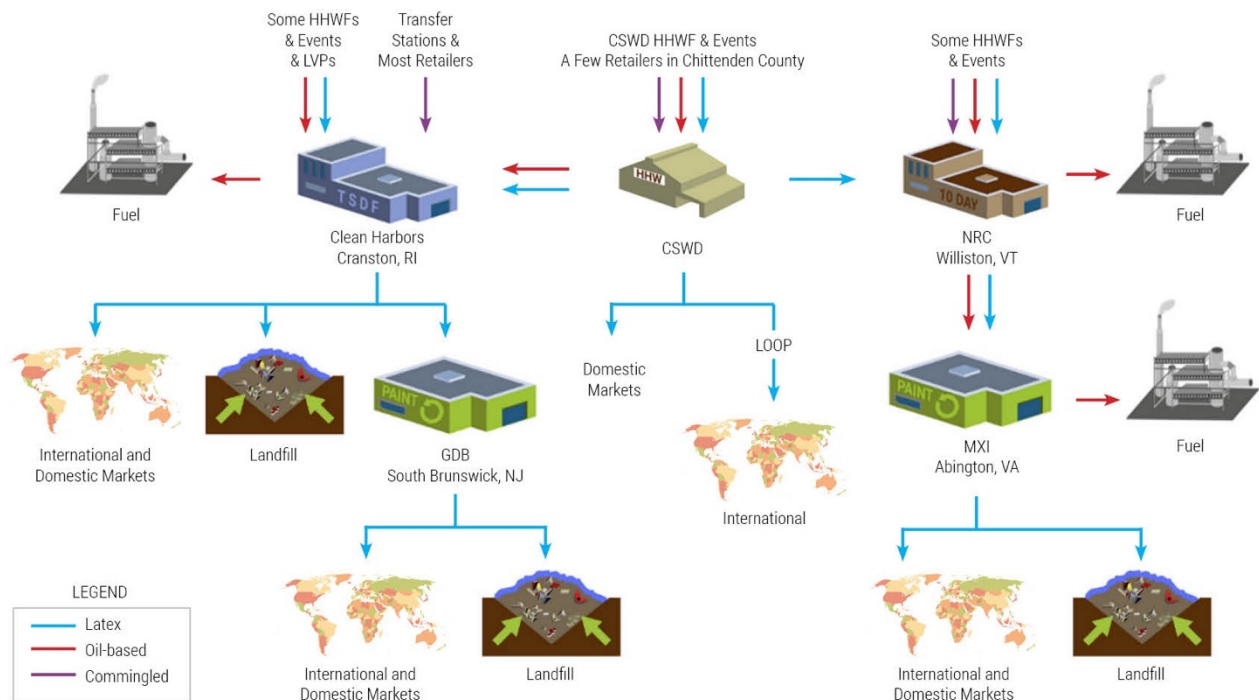 Some HHWFs
& Events
& LVPs
Transfer
Stations &
Most Retailers
CSWD HHWF & Events
A Few Retailers in Chittenden County
Some HHWFs
& Events
Fuel
TSDF
Clean Harbors
Cranston, RI
HHW
CSWD
10 DAY
NRC
Williston, VT
Fuel
International and
Domestic Markets
Landfill
PAINT
GDB
South Brunswick, NJ
Domestic
Markets
LOOP
International
PAINT
MXI
Abington, VA
Fuel
International and
Domestic Markets
Landfill
International and
Domestic Markets
Landfill
LEGEND
Latex
Oil-based
Commingled